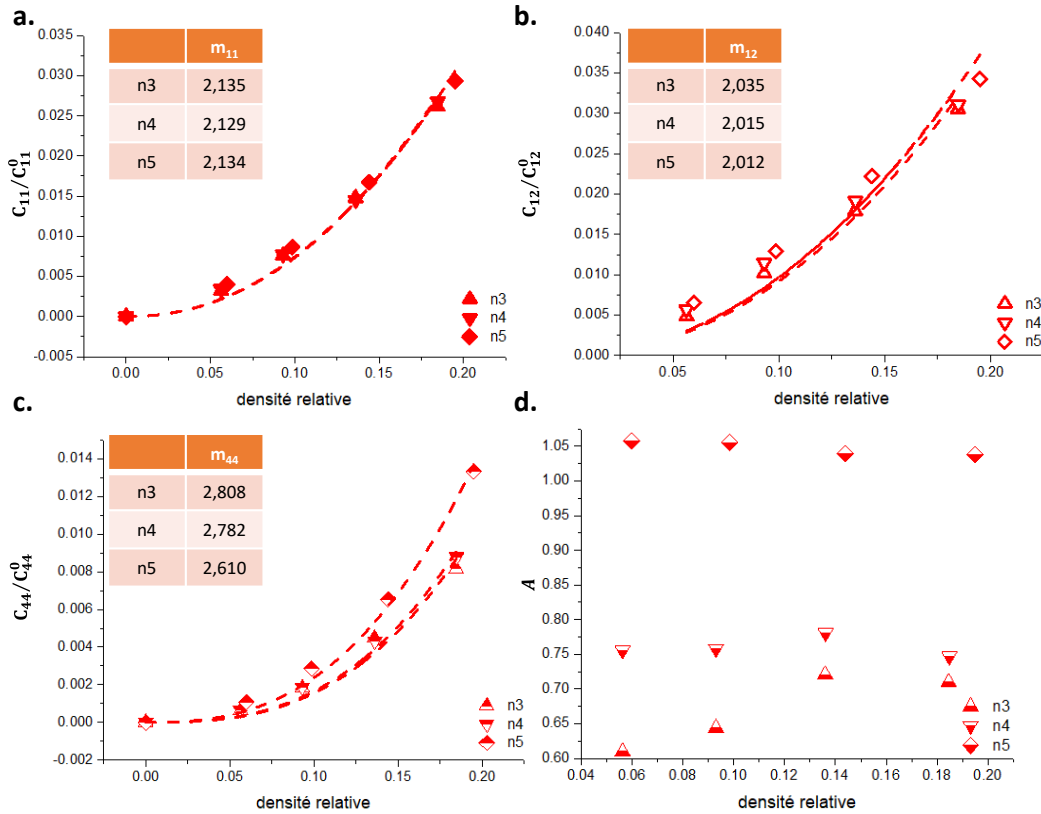 a.
C₁₁/C⁰₁₁
0.035
0.030
0.025
0.020
0.015
0.010
0.005
0.000
-0.005
m₁₁
n3 2,135
n4 2,129
n5 2,134
n3
n4
n5
0.00 0.05 0.10 0.15 0.20
densité relative
b.
C₁₂/C⁰₁₂
0.040
0.035
0.030
0.025
0.020
0.015
0.010
0.005
0.000
m₁₂
n3 2,035
n4 2,015
n5 2,012
n3
n4
n5
0.05 0.10 0.15 0.20
densité relative
c.
C₄₄/C⁰₄₄
0.014
0.012
0.010
0.008
0.006
0.004
0.002
0.000
-0.002
m₄₄
n3 2,808
n4 2,782
n5 2,610
n3
n4
n5
0.00 0.05 0.10 0.15 0.20
densité relative
d.
A
1.05
1.00
0.95
0.90
0.85
0.80
0.75
0.70
0.65
0.60
n3
n4
n5
0.04 0.06 0.08 0.10 0.12 0.14 0.16 0.18 0.20
densité relative